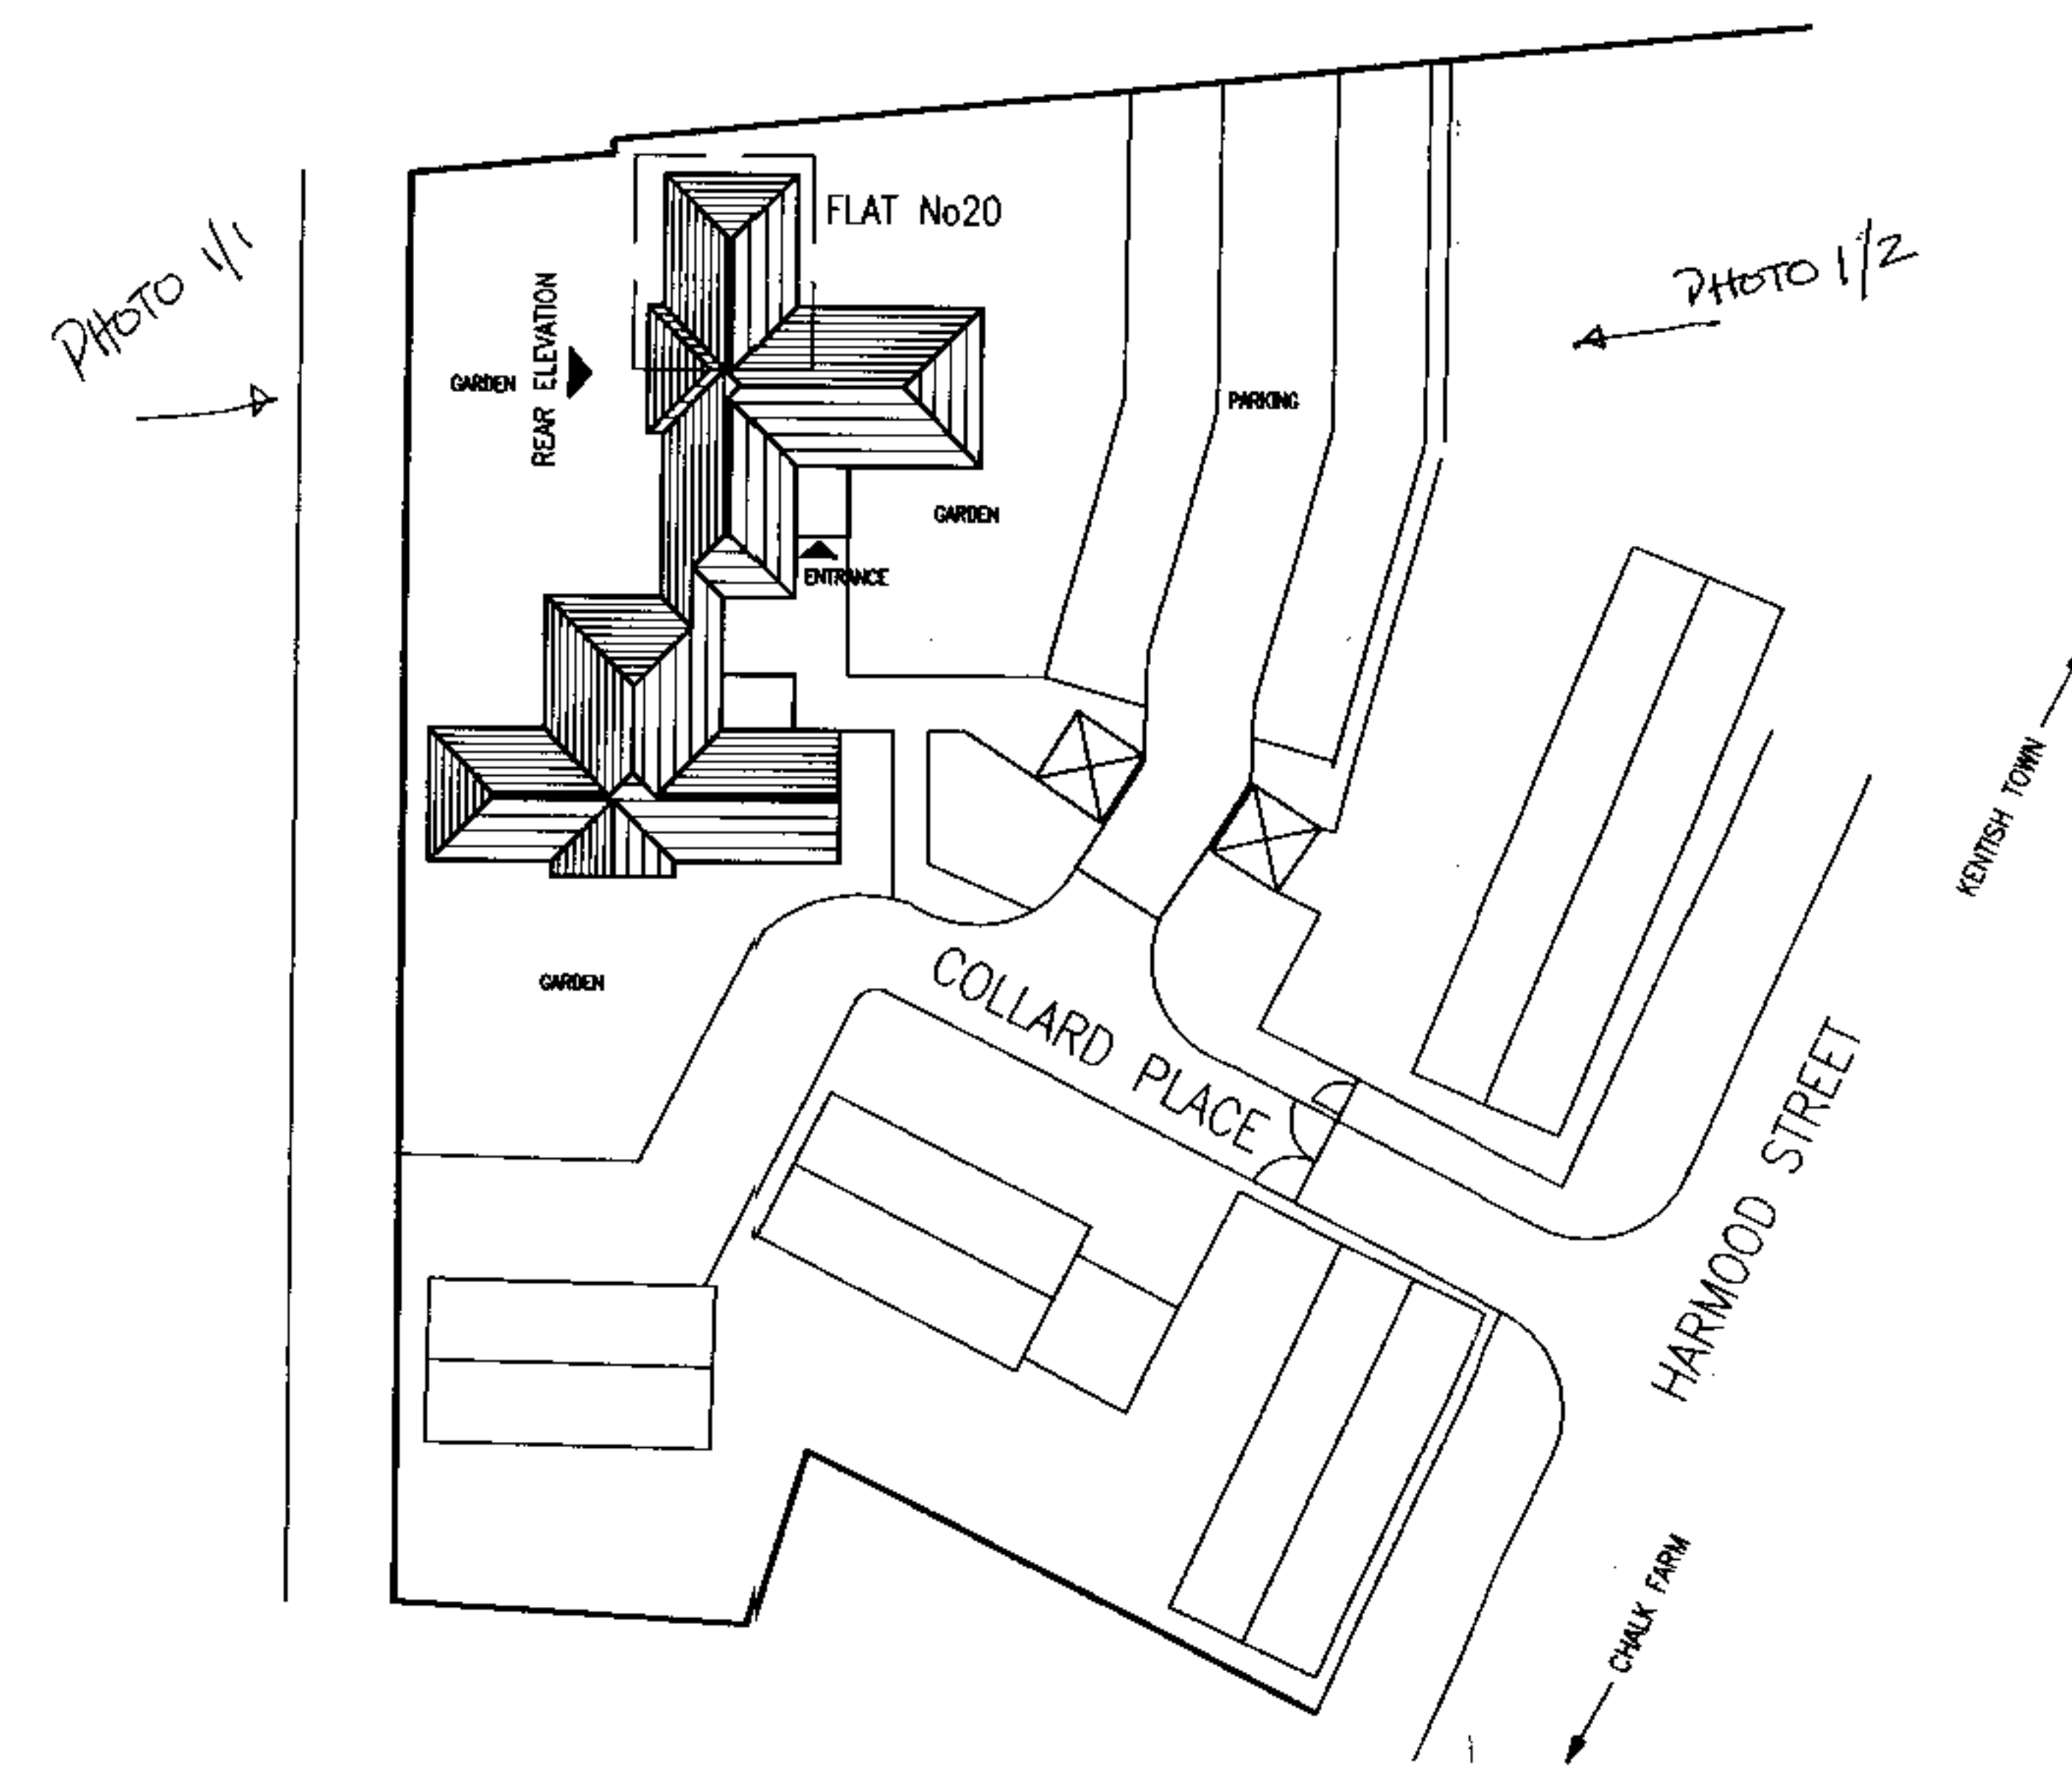 FLAT No20
PHOTO 1/1
PHOTO 1/2
REAR ELEVATION
GARDEN
PARKING
GARDEN
ENTRANCE
KENTISH TOWN
GARDEN
COLLARD PLACE
HARMOOD STREET
CHALK FARM